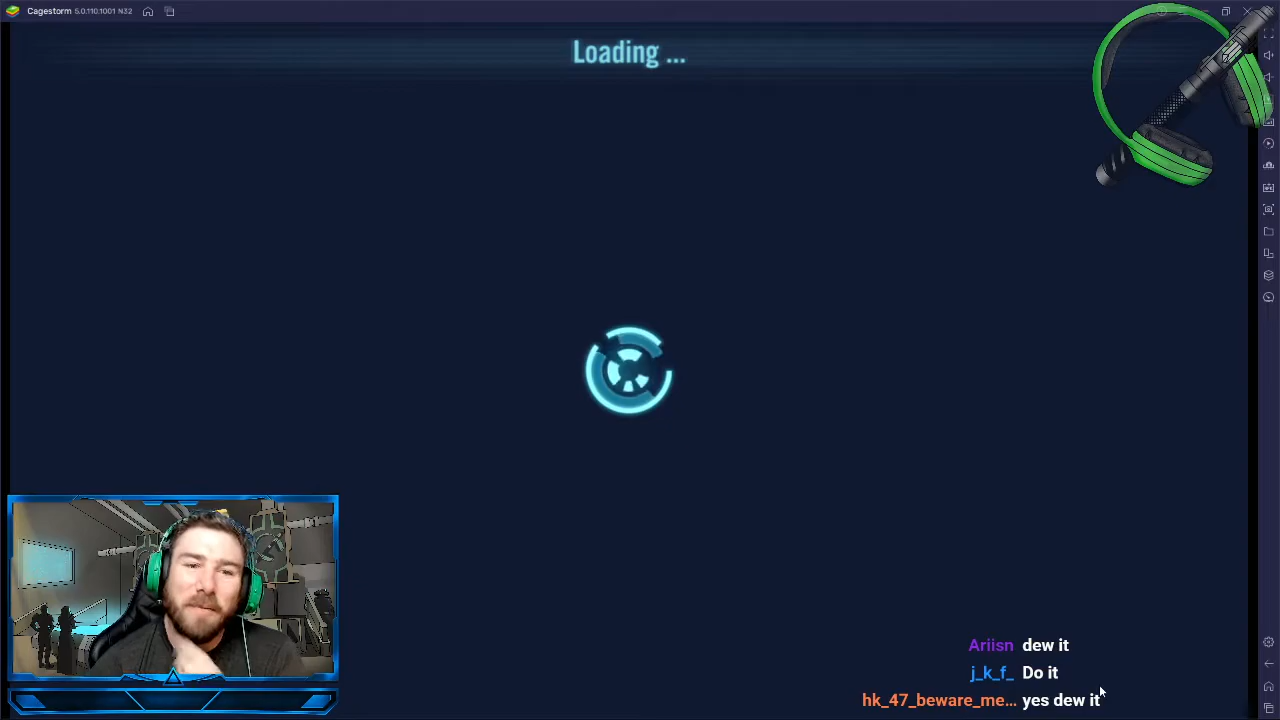 Cagestorm 5.0.110.1001 N32
Loading ...
Ariisn dew it
j_k_f_ Do it
hk_47_beware_me... yes dew it